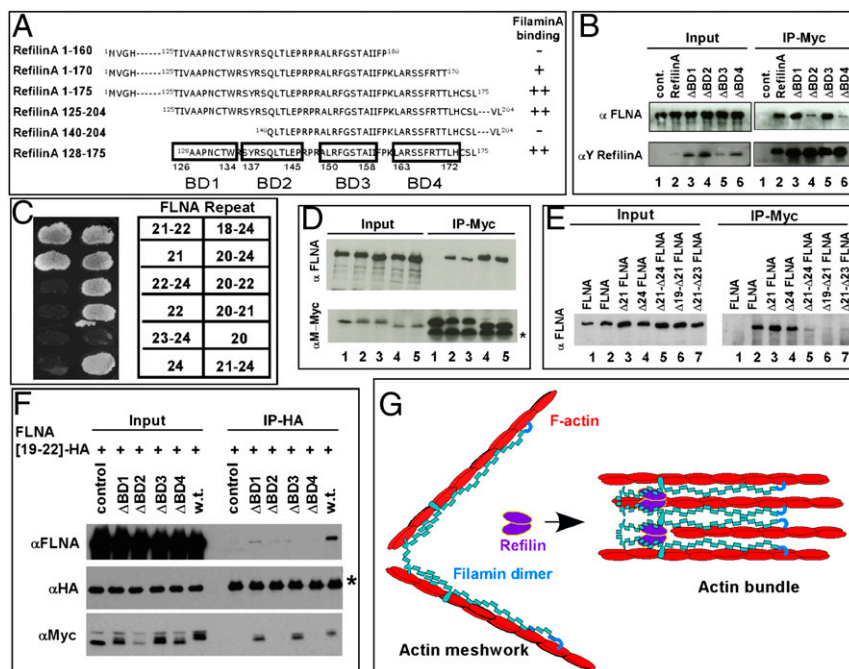 A
FilaminA
binding
RefilinA 1-160 ¹MVGH------¹²⁵TIVAAPNCTWRSYRSQLTLEPRPRALRFGSTAIIFP¹⁶⁰ -
RefilinA 1-170 ¹MVGH------¹²⁵TIVAAPNCTWRSYRSQLTLEPRPRALRFGSTAIIFPKLARSSFRTT¹⁷⁰ +
RefilinA 1-175 ¹MVGH------¹²⁵TIVAAPNCTWRSYRSQLTLEPRPRALRFGSTAIIFPKLARSSFRTTLHCSL¹⁷⁵ ++
RefilinA 125-204 ¹²⁵TIVAAPNCTWRSYRSQLTLEPRPRALRFGSTAIIFPKLARSSFRTTLHCSL---VL²⁰⁴ ++
RefilinA 140-204 ¹⁴⁰QLTLEPRPRALRFGSTAIIFPKLARSSFRTTLHCSL---VL²⁰⁴ -
RefilinA 128-175 ¹²⁸AAPNCTWRSYRSQLTLEPRPRALRFGSTAIIFPKLARSSFRTTLHCSL¹⁷⁵ ++
126 134 137 145 150 158 163 172
BD1 BD2 BD3 BD4
B
Input IP-Myc
cont. RefilinA ΔBD1 ΔBD2 ΔBD3 ΔBD4 cont. RefilinA ΔBD1 ΔBD2 ΔBD3 ΔBD4
α FLNA
αY RefilinA
1 2 3 4 5 6 1 2 3 4 5 6
C
FLNA Repeat
21-22 18-24
21 20-24
22-24 20-22
22 20-21
23-24 20
24 21-24
D
Input IP-Myc
α FLNA
αM-Myc
*
1 2 3 4 5 1 2 3 4 5
E
Input IP-Myc
FLNA FLNA Δ21 FLNA Δ24 FLNA Δ21-Δ24 FLNA Δ19-Δ21 FLNA Δ21-Δ23 FLNA FLNA FLNA Δ21 FLNA Δ24 FLNA Δ21-Δ24 FLNA Δ19-Δ21 FLNA Δ21-Δ23 FLNA
α FLNA
1 2 3 4 5 6 7 1 2 3 4 5 6 7
F
Input IP-HA
FLNA
[19-22]-HA + + + + + + + + + + + +
control ΔBD1 ΔBD2 ΔBD3 ΔBD4 w.t. control ΔBD1 ΔBD2 ΔBD3 ΔBD4 w.t.
αFLNA
αHA *
αMyc
G
F-actin
Refilin
Filamin dimer
Actin meshwork
Actin bundle